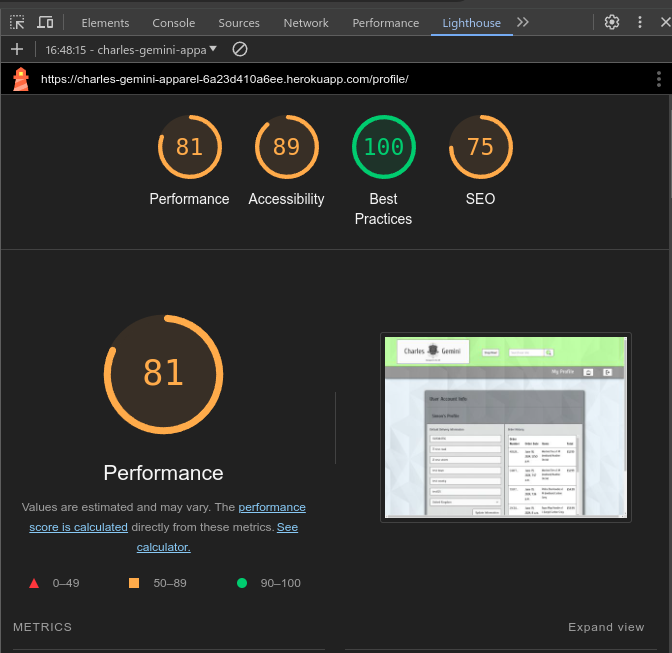 Elements Console Sources Network Performance Lighthouse
16:48:15 - charles-gemini-appa
https://charles-gemini-apparel-6a23d410a6ee.herokuapp.com/profile/
81 89 100 75
Performance Accessibility Best Practices SEO
81
Performance
Values are estimated and may vary. The performance
score is calculated directly from these metrics. See
calculator.
0–49 50–89 90–100
Charles Gemini
My Profile
User Account Info
METRICS
Expand view